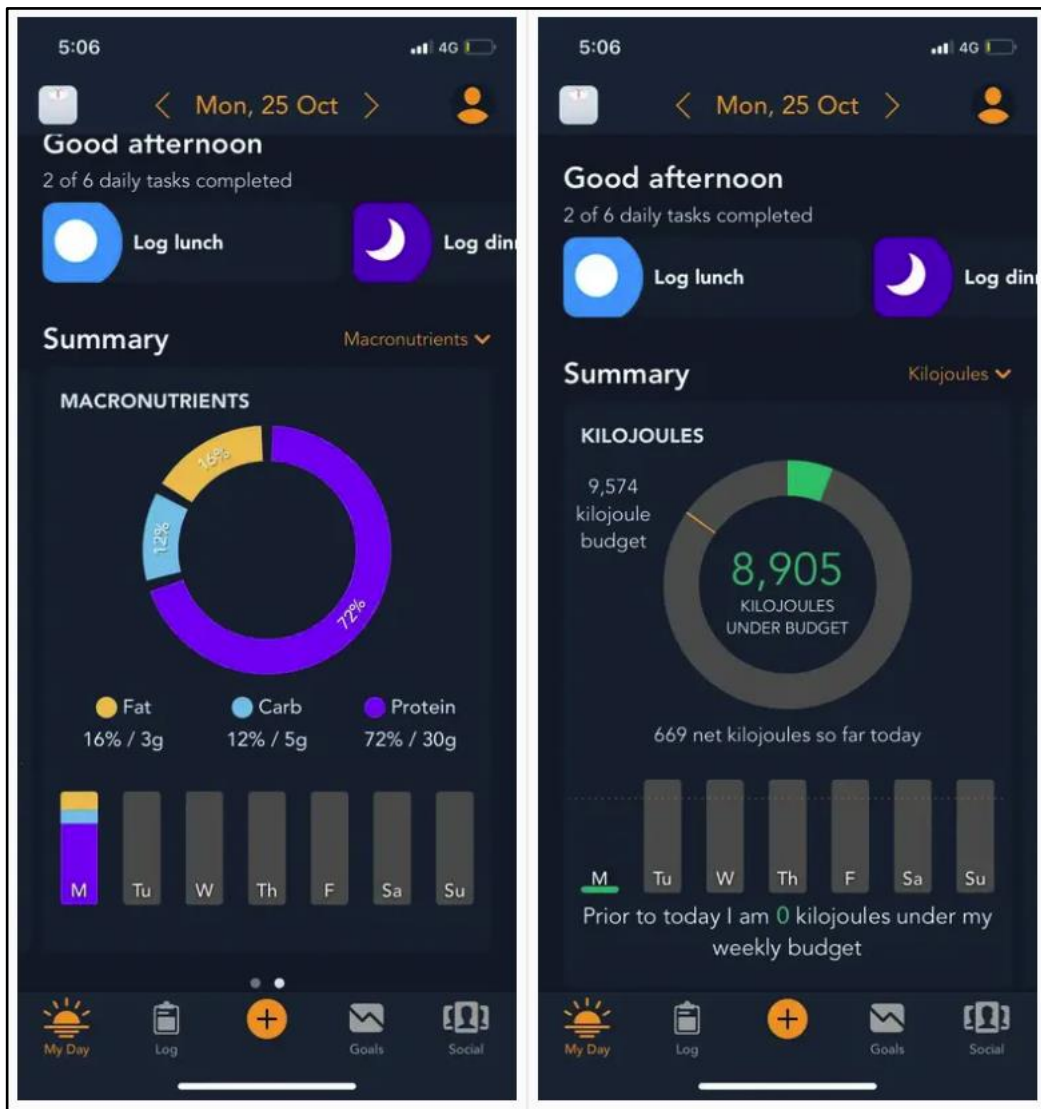 5:06
4G
Mon, 25 Oct
Good afternoon
2 of 6 daily tasks completed
Log lunch
Log din
Summary
Macronutrients
MACRONUTRIENTS
16%
12%
72%
Fat
Carb
Protein
16% / 3g
12% / 5g
72% / 30g
M Tu W Th F Sa Su
My Day
Log
Goals
Social
5:06
4G
Mon, 25 Oct
Good afternoon
2 of 6 daily tasks completed
Log lunch
Log din
Summary
Kilojoules
KILOJOULES
9,574
kilojoule
budget
8,905
KILOJOULES
UNDER BUDGET
669 net kilojoules so far today
M Tu W Th F Sa Su
Prior to today I am 0 kilojoules under my
weekly budget
My Day
Log
Goals
Social